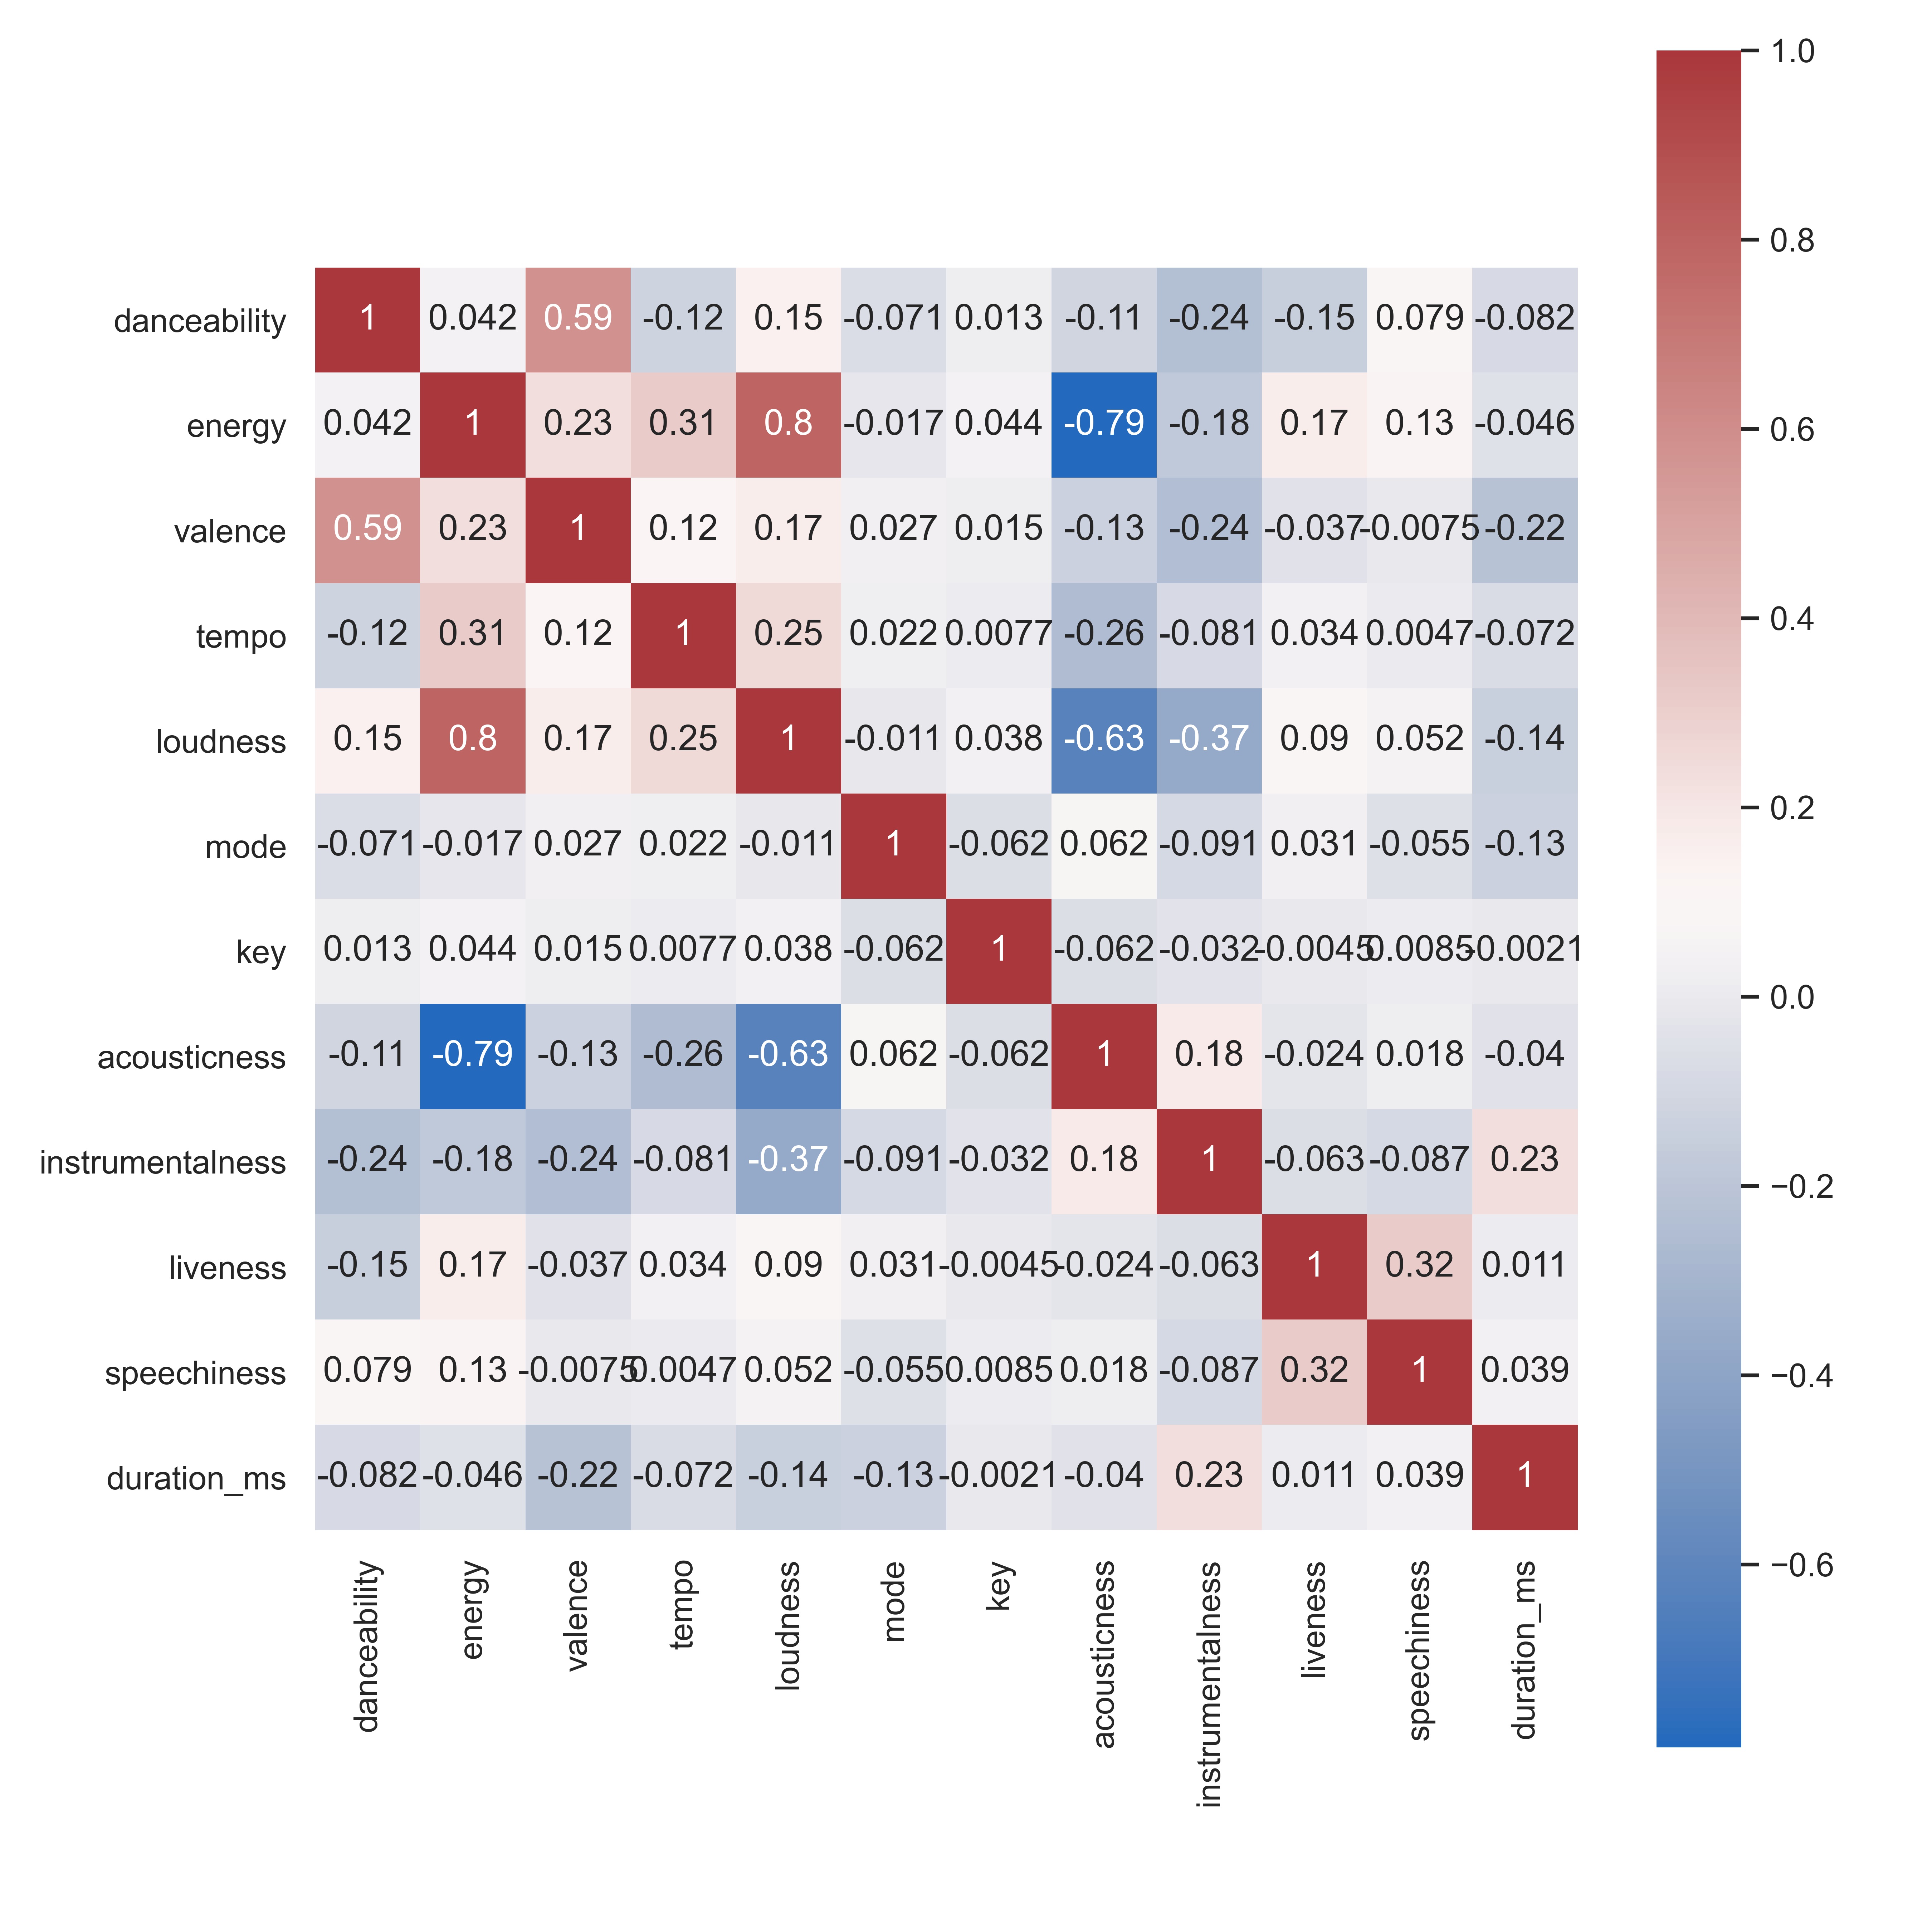 danceability 1 0.042 0.59 -0.12 0.15 -0.071 0.013 -0.11 -0.24 -0.15 0.079 -0.082
energy 0.042 1 0.23 0.31 0.8 -0.017 0.044 -0.79 -0.18 0.17 0.13 -0.046
valence 0.59 0.23 1 0.12 0.17 0.027 0.015 -0.13 -0.24 -0.037 -0.0075 -0.22
tempo -0.12 0.31 0.12 1 0.25 0.022 0.0077 -0.26 -0.081 0.034 0.0047 -0.072
loudness 0.15 0.8 0.17 0.25 1 -0.011 0.038 -0.63 -0.37 0.09 0.052 -0.14
mode -0.071 -0.017 0.027 0.022 -0.011 1 -0.062 0.062 -0.091 0.031 -0.055 -0.13
key 0.013 0.044 0.015 0.0077 0.038 -0.062 1 -0.062 -0.032 -0.0045 0.0085 -0.0021
acousticness -0.11 -0.79 -0.13 -0.26 -0.63 0.062 -0.062 1 0.18 -0.024 0.018 -0.04
instrumentalness -0.24 -0.18 -0.24 -0.081 -0.37 -0.091 -0.032 0.18 1 -0.063 -0.087 0.23
liveness -0.15 0.17 -0.037 0.034 0.09 0.031 -0.0045 -0.024 -0.063 1 0.32 0.011
speechiness 0.079 0.13 -0.0075 0.0047 0.052 -0.055 0.0085 0.018 -0.087 0.32 1 0.039
duration_ms -0.082 -0.046 -0.22 -0.072 -0.14 -0.13 -0.0021 -0.04 0.23 0.011 0.039 1
danceability
energy
valence
tempo
loudness
mode
key
acousticness
instrumentalness
liveness
speechiness
duration_ms
1.0
0.8
0.6
0.4
0.2
0.0
−0.2
−0.4
−0.6